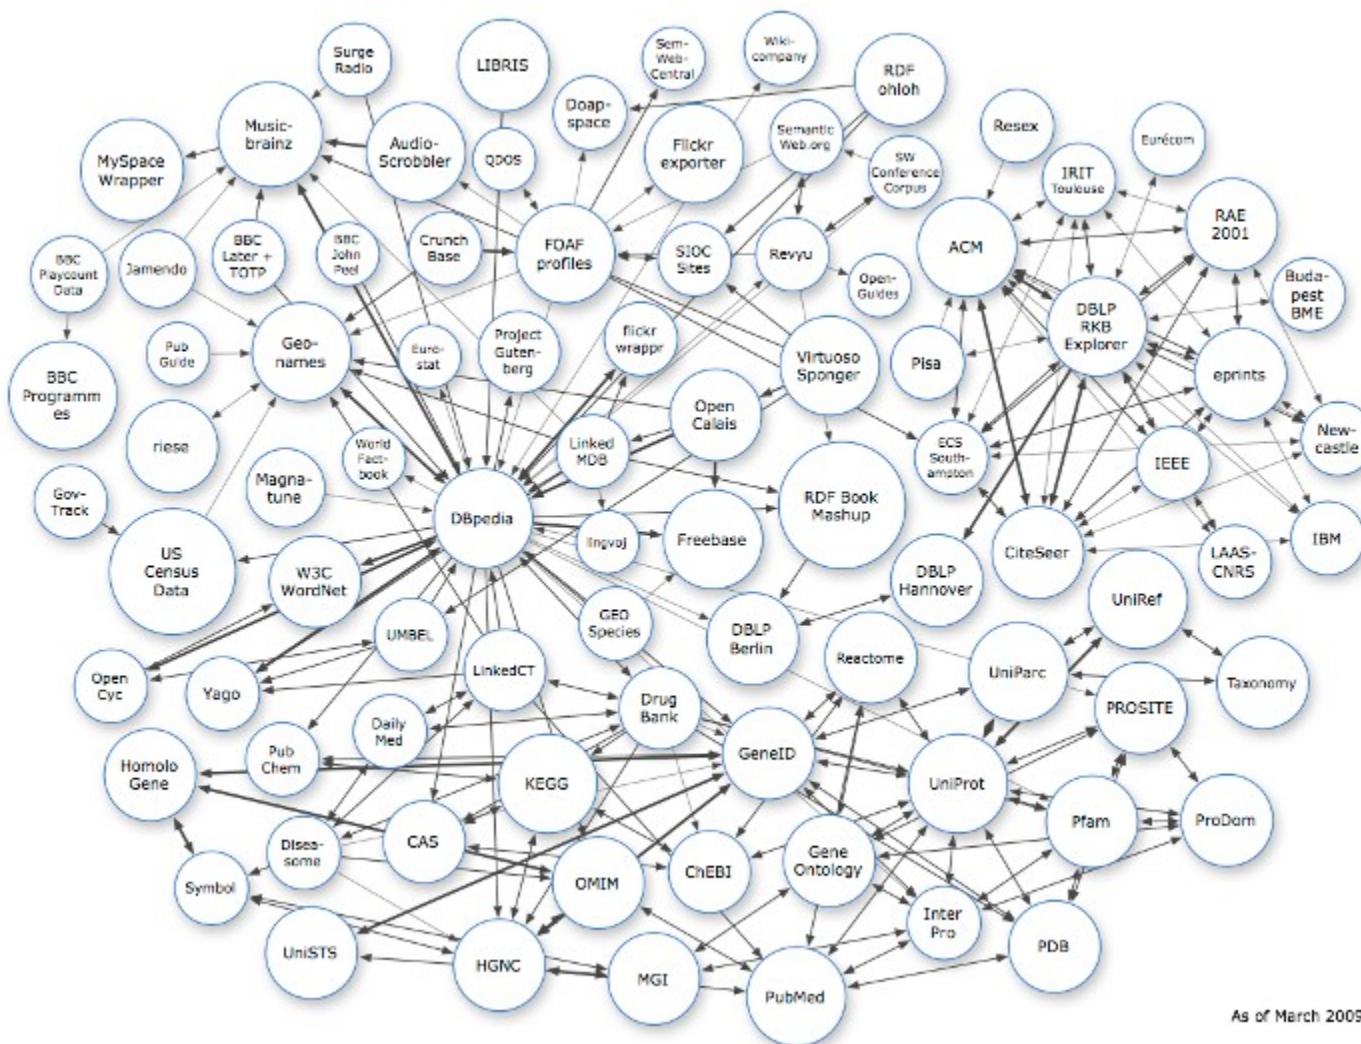 Surge
Radio
LIBRIS
Sem-
Web-
Central
Wiki-
company
RDF
ohloh
Doap-
space
Music-
brainz
Audio-
Scrobbler
QDOS
Flickr
exporter
Semantic
Web.org
SW
Conference
Corpus
MySpace
Wrapper
Resex
Eurécom
IRIT
Toulouse
RAE
2001
ACM
BBC
Playcount
Data
Jamendo
BBC
Later +
TOTP
BBC
John
Peel
Crunch
Base
FOAF
profiles
SIOC
Sites
Revyu
Open-
Guides
DBLP
RKB
Explorer
Buda-
pest
BME
Pub
Guide
Geo-
names
Euro-
stat
Project
Guten-
berg
flickr
wrappr
Virtuoso
Sponger
Pisa
eprints
BBC
Programm
es
riese
World
Fact-
book
Linked
MDB
Open
Calais
ECS
South-
ampton
IEEE
New-
castle
Gov-
Track
Magna-
tune
DBpedia
RDF Book
Mashup
US
Census
Data
W3C
WordNet
lingvoj
Freebase
CiteSeer
LAAS-
CNRS
IBM
DBLP
Hannover
UniRef
UMBEL
GEO
Species
DBLP
Berlin
Reactome
UniParc
Taxonomy
Open
Cyc
Yago
LinkedCT
Drug
Bank
PROSITE
Daily
Med
Pub
Chem
Homolo
Gene
KEGG
GeneID
UniProt
Pfam
ProDom
Disea-
some
CAS
Symbol
OMIM
ChEBI
Gene
Ontology
Inter
Pro
UniSTS
HGNC
MGI
PubMed
PDB
As of March 2009